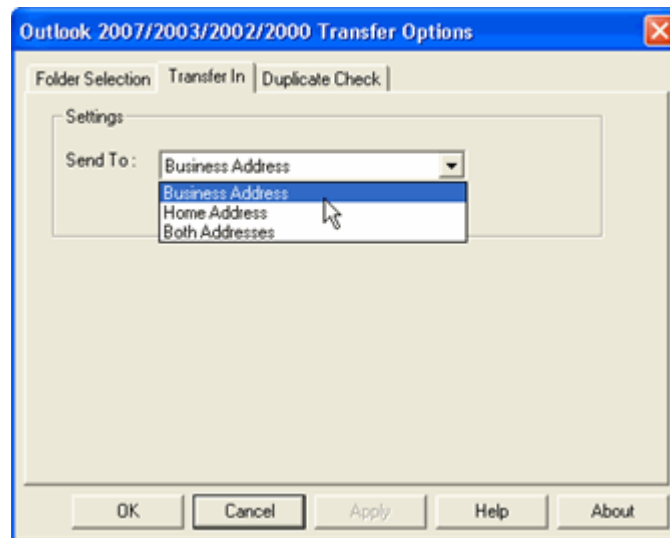 Outlook 2007/2003/2002/2000 Transfer Options
Folder Selection Transfer In Duplicate Check
Settings
Send To : Business Address
Business Address
Home Address
Both Addresses
OK Cancel Apply Help About